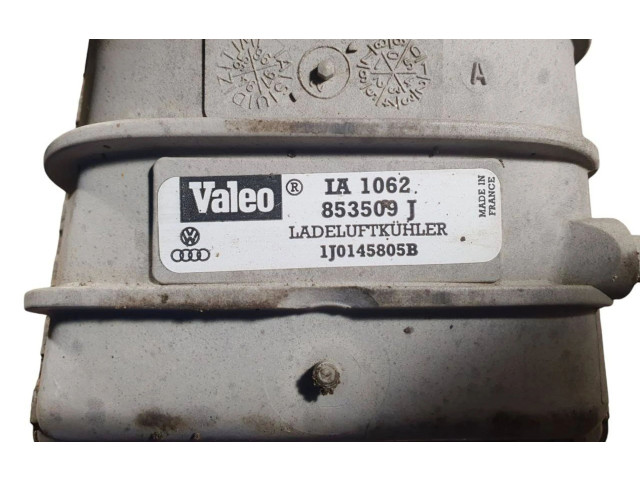 A
Valeo ® IA 1062
853509 J
LADELUFTKÜHLER
1J0145805B
MADE IN
FRANCE